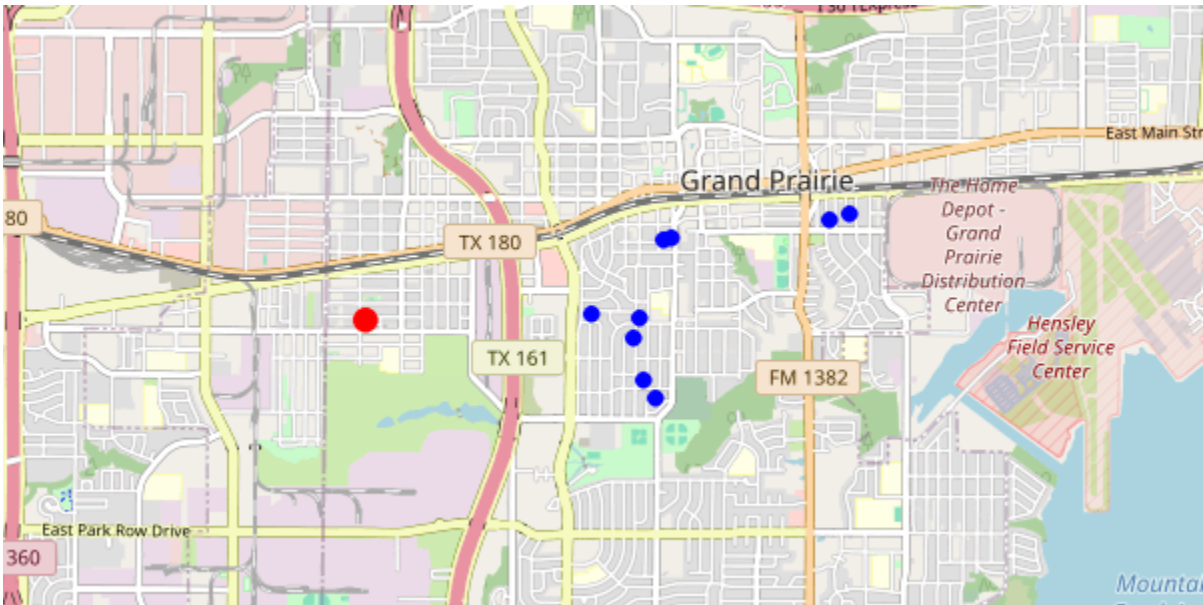 East Main Str
Grand Prairie
The Home
Depot -
Grand
Prairie
Distribution
Center
80
TX 180
Hensley
Field Service
Center
TX 161
FM 1382
East Park Row Drive
360
Mounta